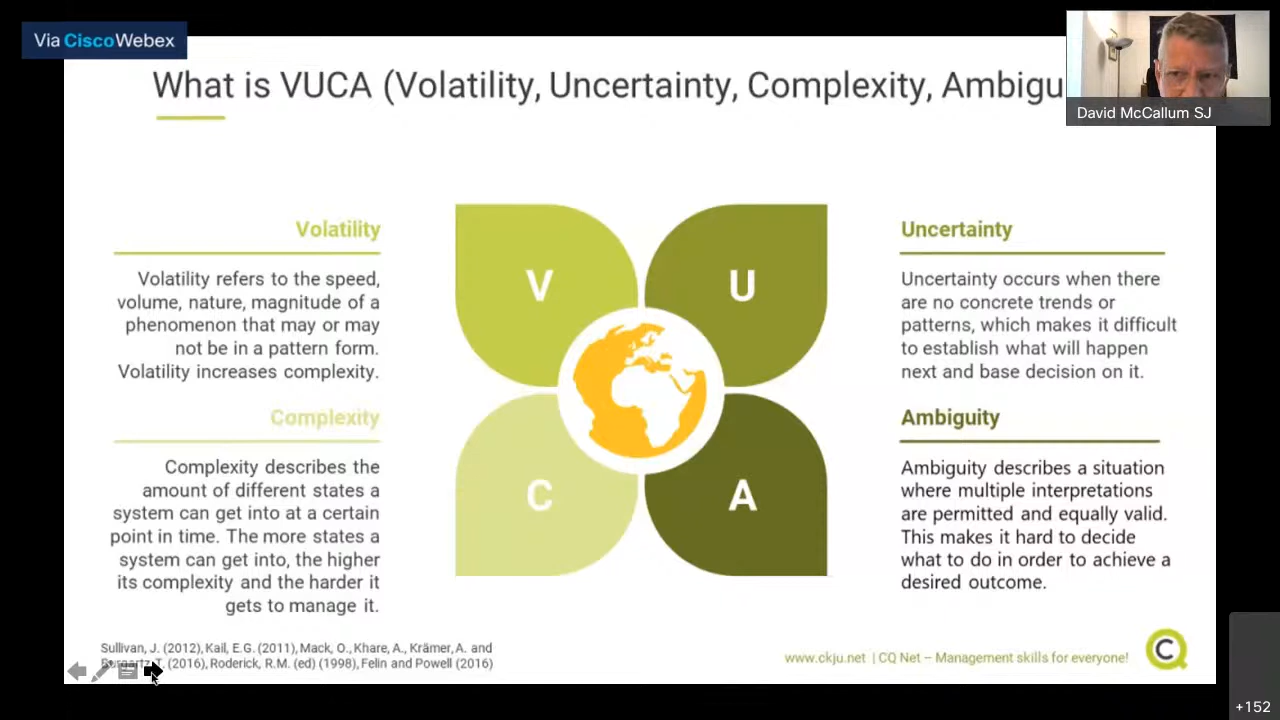 Via Cisco Webex
What is VUCA (Volatility, Uncertainty, Complexity, Ambigu
David McCallum SJ
Volatility
Volatility refers to the speed,
volume, nature, magnitude of a
phenomenon that may or may
not be in a pattern form.
Volatility increases complexity.
Complexity
Complexity describes the
amount of different states a
system can get into at a certain
point in time. The more states a
system can get into, the higher
its complexity and the harder it
gets to manage it.
V
U
C
A
Uncertainty
Uncertainty occurs when there
are no concrete trends or
patterns, which makes it difficult
to establish what will happen
next and base decision on it.
Ambiguity
Ambiguity describes a situation
where multiple interpretations
are permitted and equally valid.
This makes it hard to decide
what to do in order to achieve a
desired outcome.
Sullivan, J. (2012), Kail, E.G. (2011), Mack, O., Khare, A., Krämer, A. and
T. (2016), Roderick, R.M. (ed) (1998), Felin and Powell (2016)
www.ckju.net | CQ Net – Management skills for everyone!
C
+152